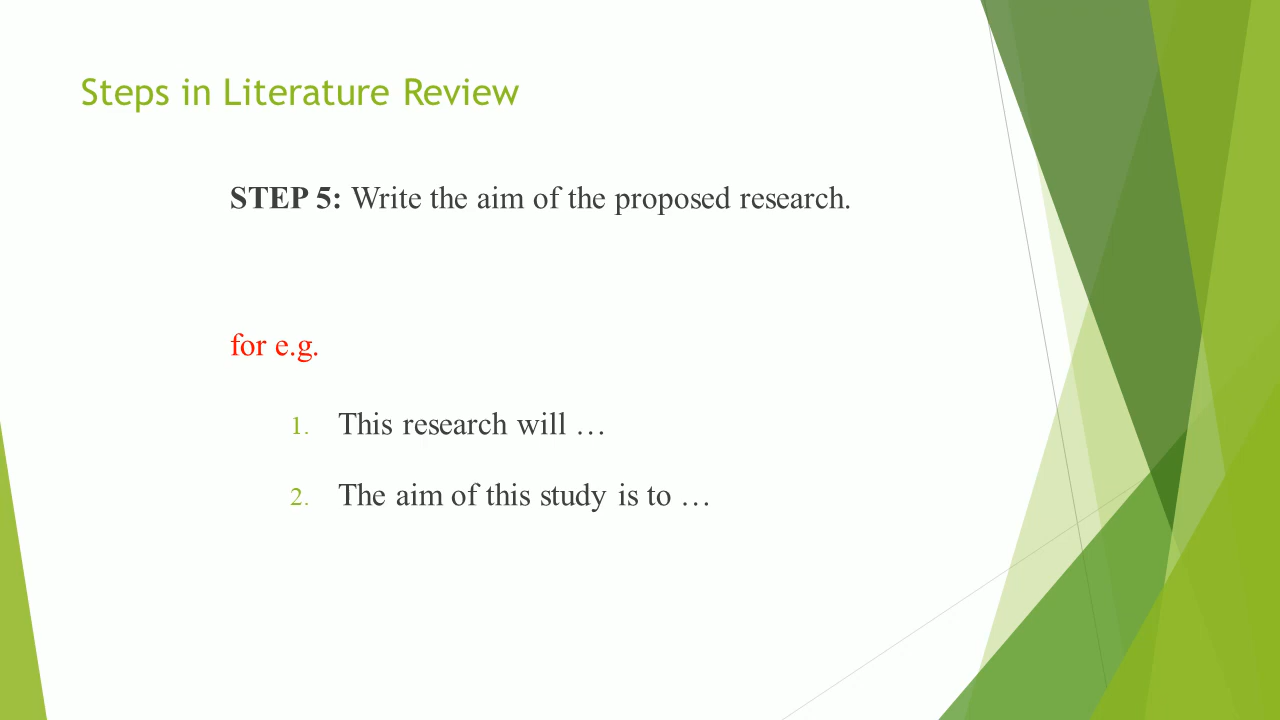 Steps in Literature Review
STEP 5: Write the aim of the proposed research.
for e.g.
1. This research will …
2. The aim of this study is to …